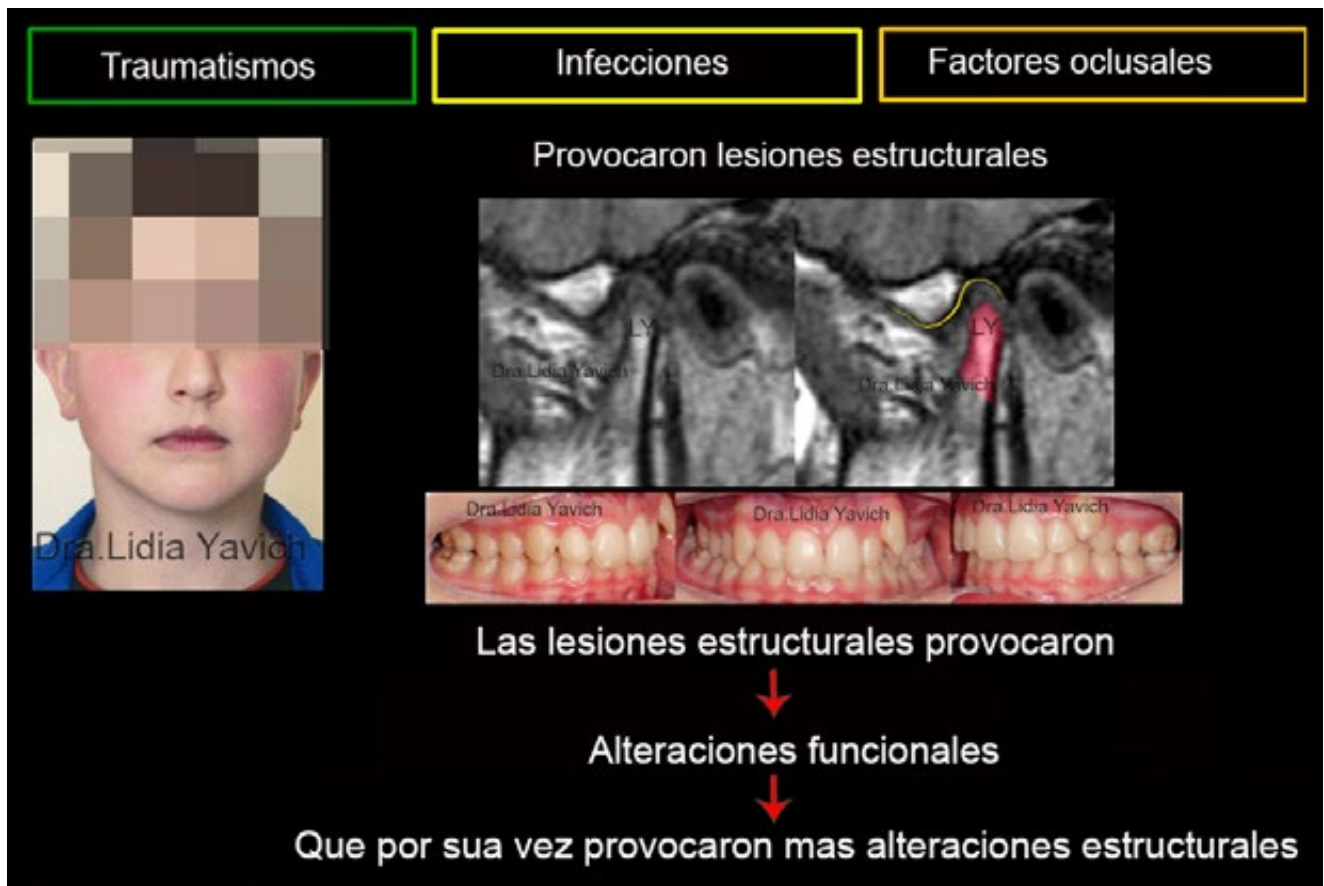 Traumatismos
Infecciones
Factores oclusales
Provocaron lesiones estructurales
LY
LY
Dra.Lidia Yavich
Dra.Lidia Yavich
Dra.Lidia Yavich
Dra.Lidia Yavich
Dra.Lidia Yavich
Dra.Lidia Yavich
Las lesiones estructurales provocaron
Alteraciones funcionales
Que por sua vez provocaron mas alteraciones estructurales